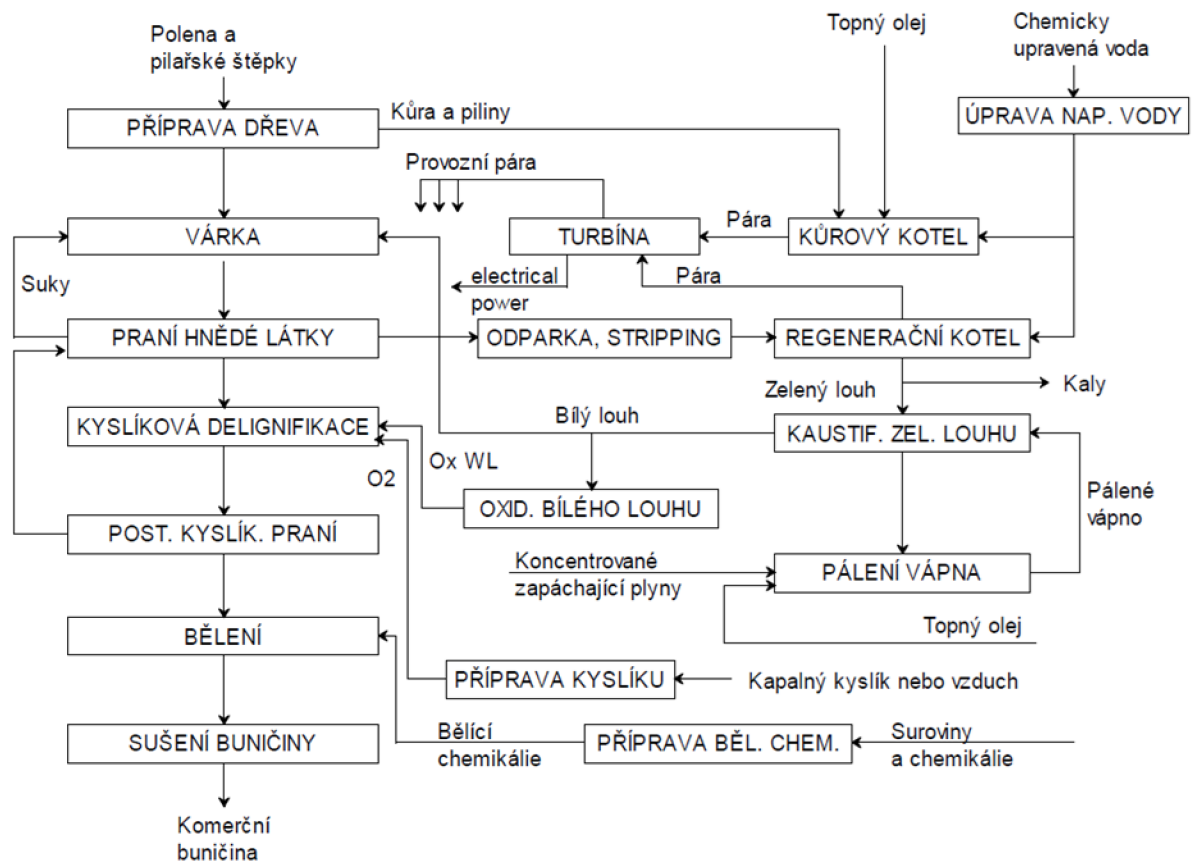 Polena a
pilařské štěpky
Topný olej
Chemicky
upravená voda
PŘÍPRAVA DŘEVA
Kůra a piliny
ÚPRAVA NAP. VODY
Provozní pára
VÁRKA
TURBÍNA
Pára
KŮROVÝ KOTEL
Suky
electrical
power
Pára
PRANÍ HNĚDÉ LÁTKY
ODPARKA, STRIPPING
REGENERAČNÍ KOTEL
Zelený louh
Kaly
KYSLÍKOVÁ DELIGNIFIKACE
Bílý louh
KAUSTIF. ZEL. LOUHU
Ox WL
O2
OXID. BÍLÉHO LOUHU
Pálené
vápno
POST. KYSLÍK. PRANÍ
Koncentrované
zapáchající plyny
PÁLENÍ VÁPNA
BĚLENÍ
Topný olej
PŘÍPRAVA KYSLÍKU
Kapalný kyslík nebo vzduch
SUŠENÍ BUNIČINY
Bělící
chemikálie
PŘÍPRAVA BĚL. CHEM.
Suroviny
a chemikálie
Komerční
buničina